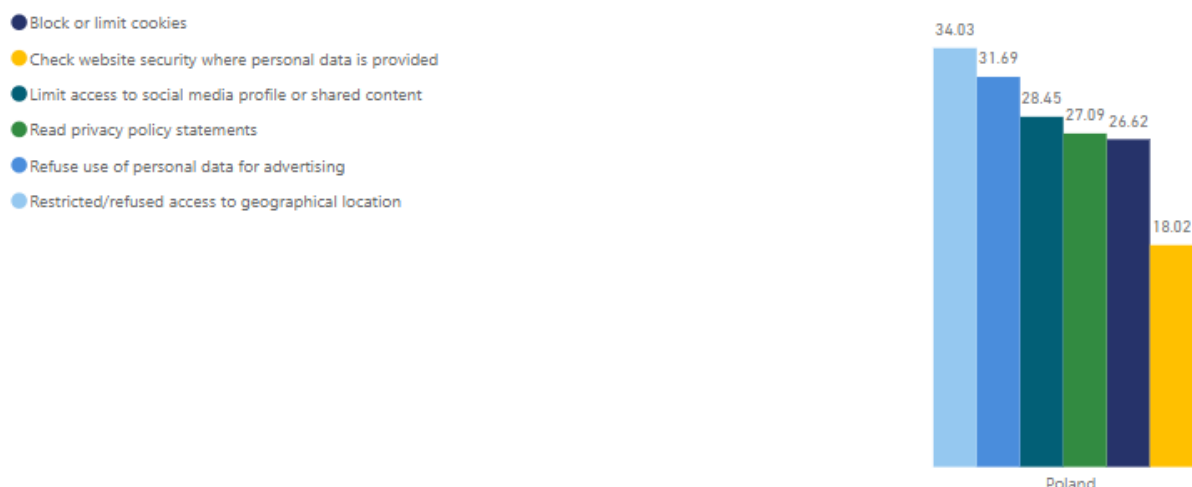 Block or limit cookies
Check website security where personal data is provided
Limit access to social media profile or shared content
Read privacy policy statements
Refuse use of personal data for advertising
Restricted/refused access to geographical location
34.03
31.69
28.45
27.09
26.62
18.02
Poland